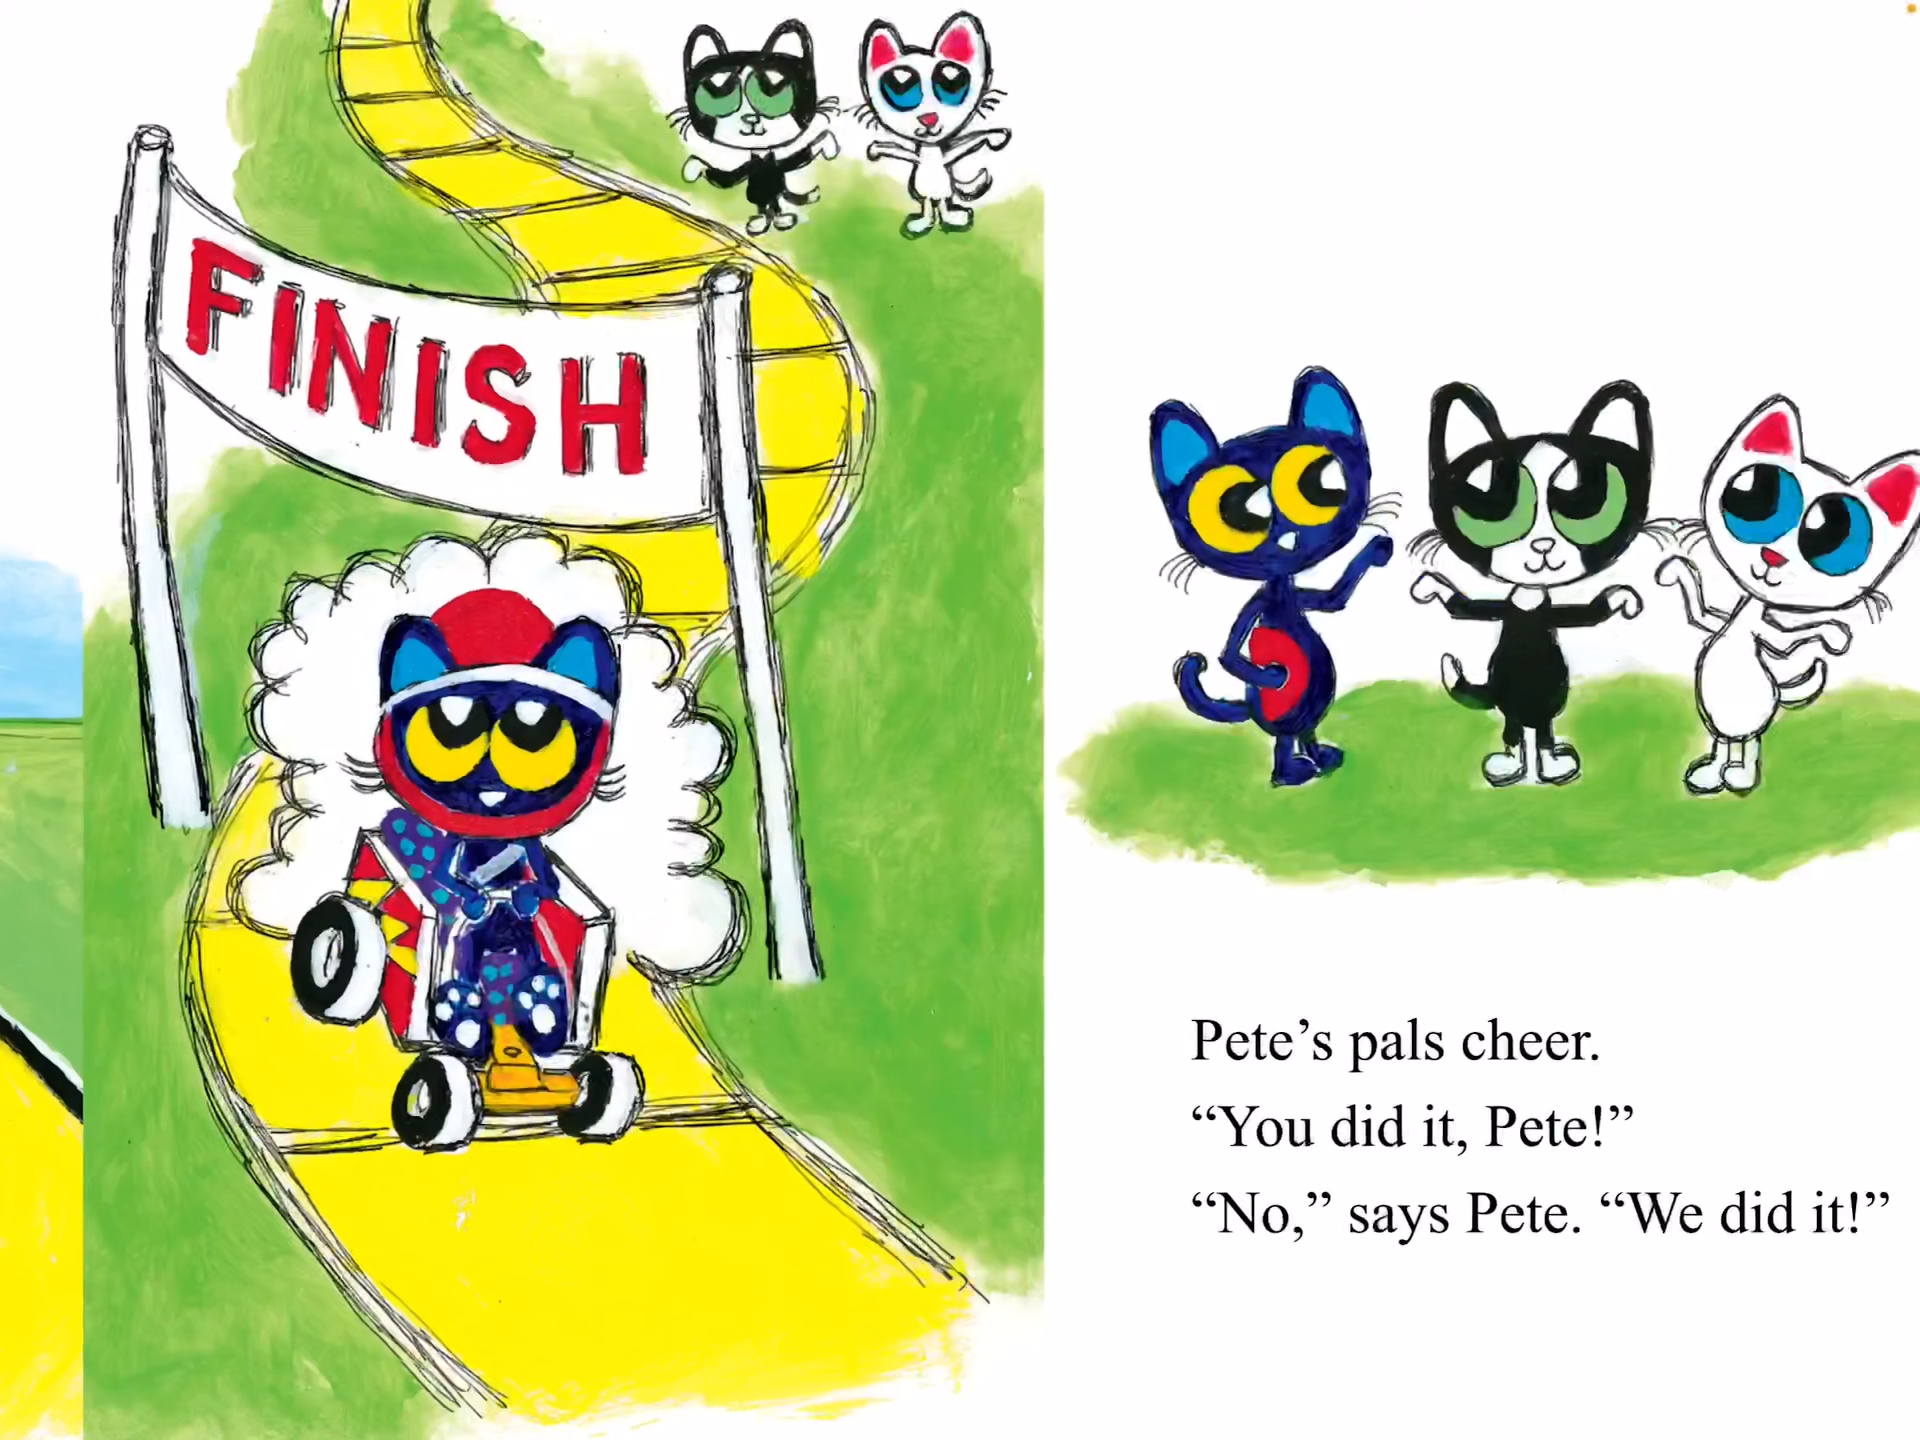 FINISH
Pete’s pals cheer.
“You did it, Pete!”
“No,” says Pete. “We did it!”